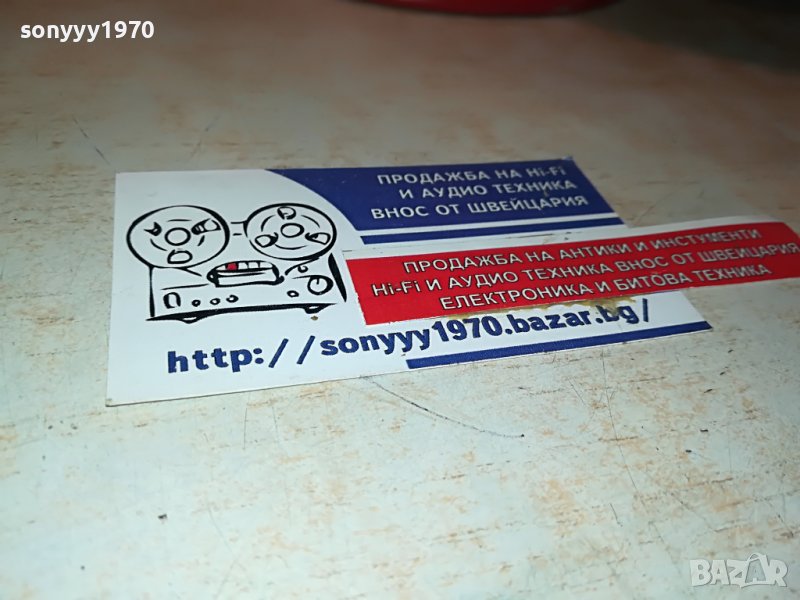 sonyyy1970
ПРОДАЖБА НА Hi-Fi
И АУДИО ТЕХНИКА
ВНОС ОТ ШВЕЙЦАРИЯ
ПРОДАЖБА НА АНТИКИ И ИНСТУМЕНТИ
Hi-Fi И АУДИО ТЕХНИКА ВНОС ОТ ШВЕЙЦАРИЯ
ЕЛЕКТРОНИКА И БИТОВА ТЕХНИКА
http://sonyyy1970.bazar.bg/
BAZAR